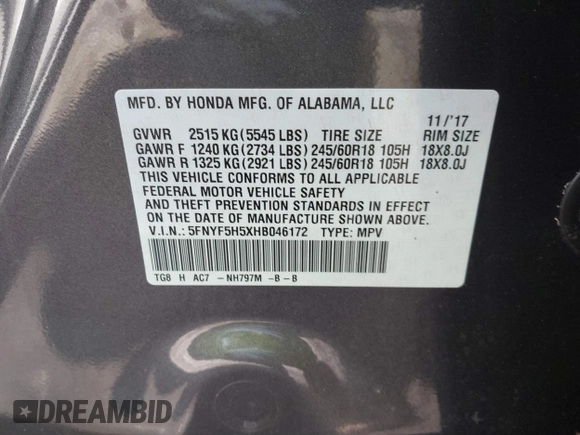 MFD. BY HONDA MFG. OF ALABAMA, LLC
11/'17
GVWR 2515 KG (5545 LBS) TIRE SIZE RIM SIZE
GAWR F 1240 KG (2734 LBS) 245/60R18 105H 18X8.0J
GAWR R 1325 KG (2921 LBS) 245/60R18 105H 18X8.0J
THIS VEHICLE CONFORMS TO ALL APPLICABLE
FEDERAL MOTOR VEHICLE SAFETY
AND THEFT PREVENTION STANDARDS IN EFFECT
ON THE DATE OF MANUFACTURE SHOWN ABOVE.
V.I.N.: 5FNYF5H5XHB046172 TYPE: MPV
TG8 H AC7 -NH797M -B-B
DREAMBID